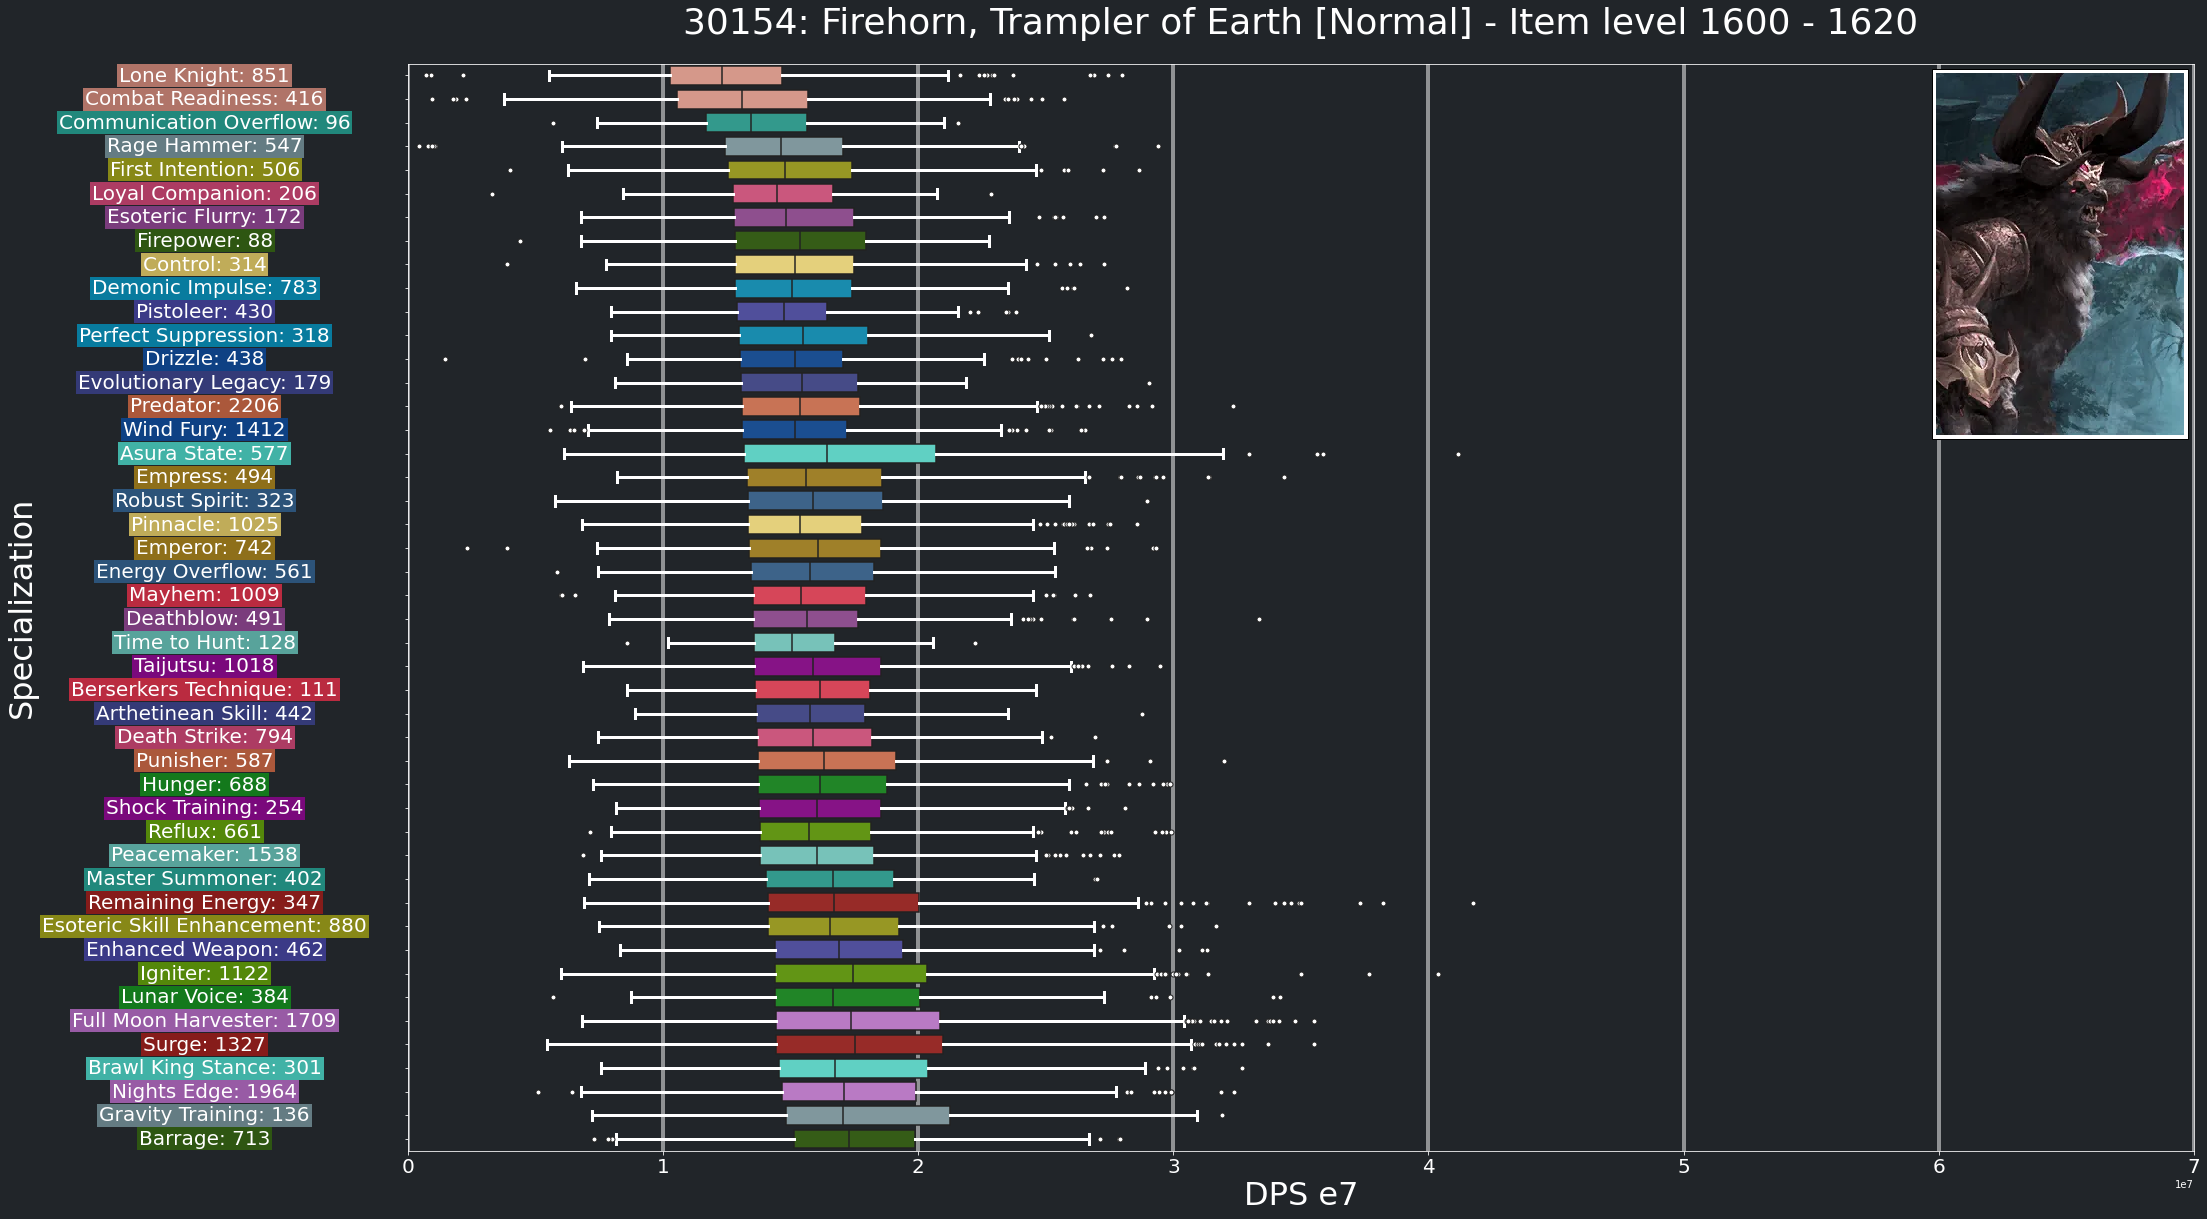 30154: Firehorn, Trampler of Earth [Normal] - Item level 1600 - 1620
Specialization
Lone Knight: 851
Combat Readiness: 416
Communication Overflow: 96
Rage Hammer: 547
First Intention: 506
Loyal Companion: 206
Esoteric Flurry: 172
Firepower: 88
Control: 314
Demonic Impulse: 783
Pistoleer: 430
Perfect Suppression: 318
Drizzle: 438
Evolutionary Legacy: 179
Predator: 2206
Wind Fury: 1412
Asura State: 577
Empress: 494
Robust Spirit: 323
Pinnacle: 1025
Emperor: 742
Energy Overflow: 561
Mayhem: 1009
Deathblow: 491
Time to Hunt: 128
Taijutsu: 1018
Berserkers Technique: 111
Arthetinean Skill: 442
Death Strike: 794
Punisher: 587
Hunger: 688
Shock Training: 254
Reflux: 661
Peacemaker: 1538
Master Summoner: 402
Remaining Energy: 347
Esoteric Skill Enhancement: 880
Enhanced Weapon: 462
Igniter: 1122
Lunar Voice: 384
Full Moon Harvester: 1709
Surge: 1327
Brawl King Stance: 301
Nights Edge: 1964
Gravity Training: 136
Barrage: 713
0 1 2 3 4 5 6 7
1e7
DPS e7